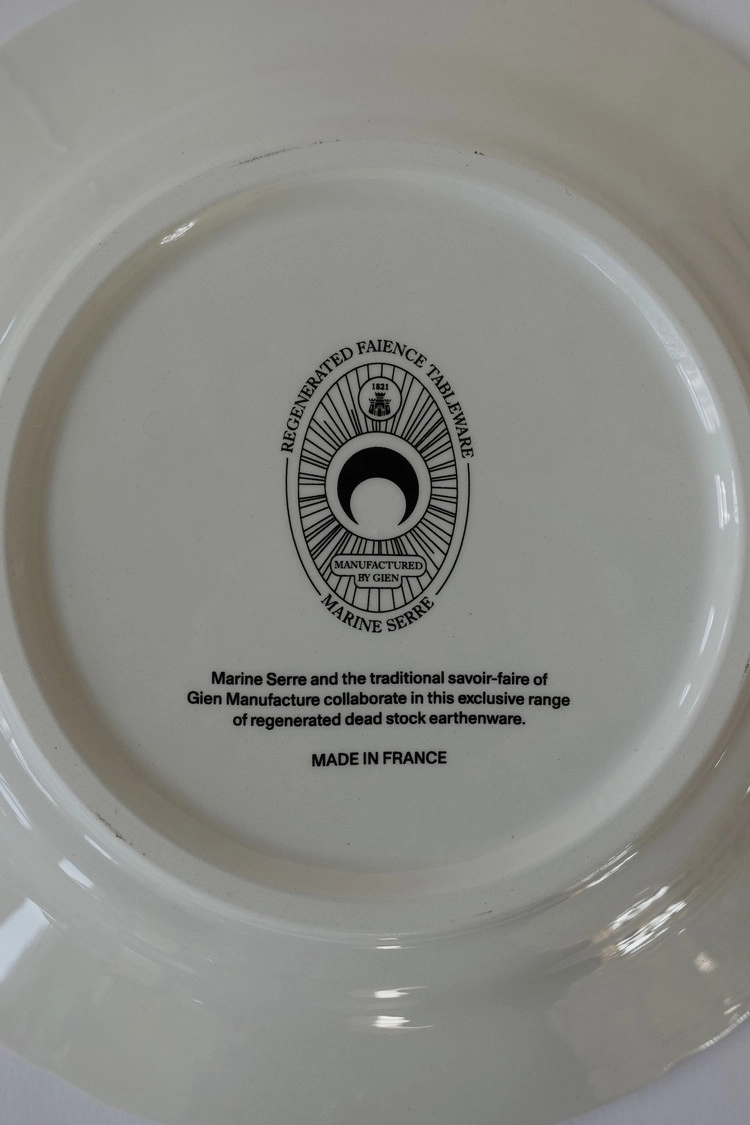 REGENERATED FAIENCE TABLEWARE
1821
MANUFACTURED
BY GIEN
MARINE SERRE
Marine Serre and the traditional savoir-faire of
Gien Manufacture collaborate in this exclusive range
of regenerated dead stock earthenware.
MADE IN FRANCE